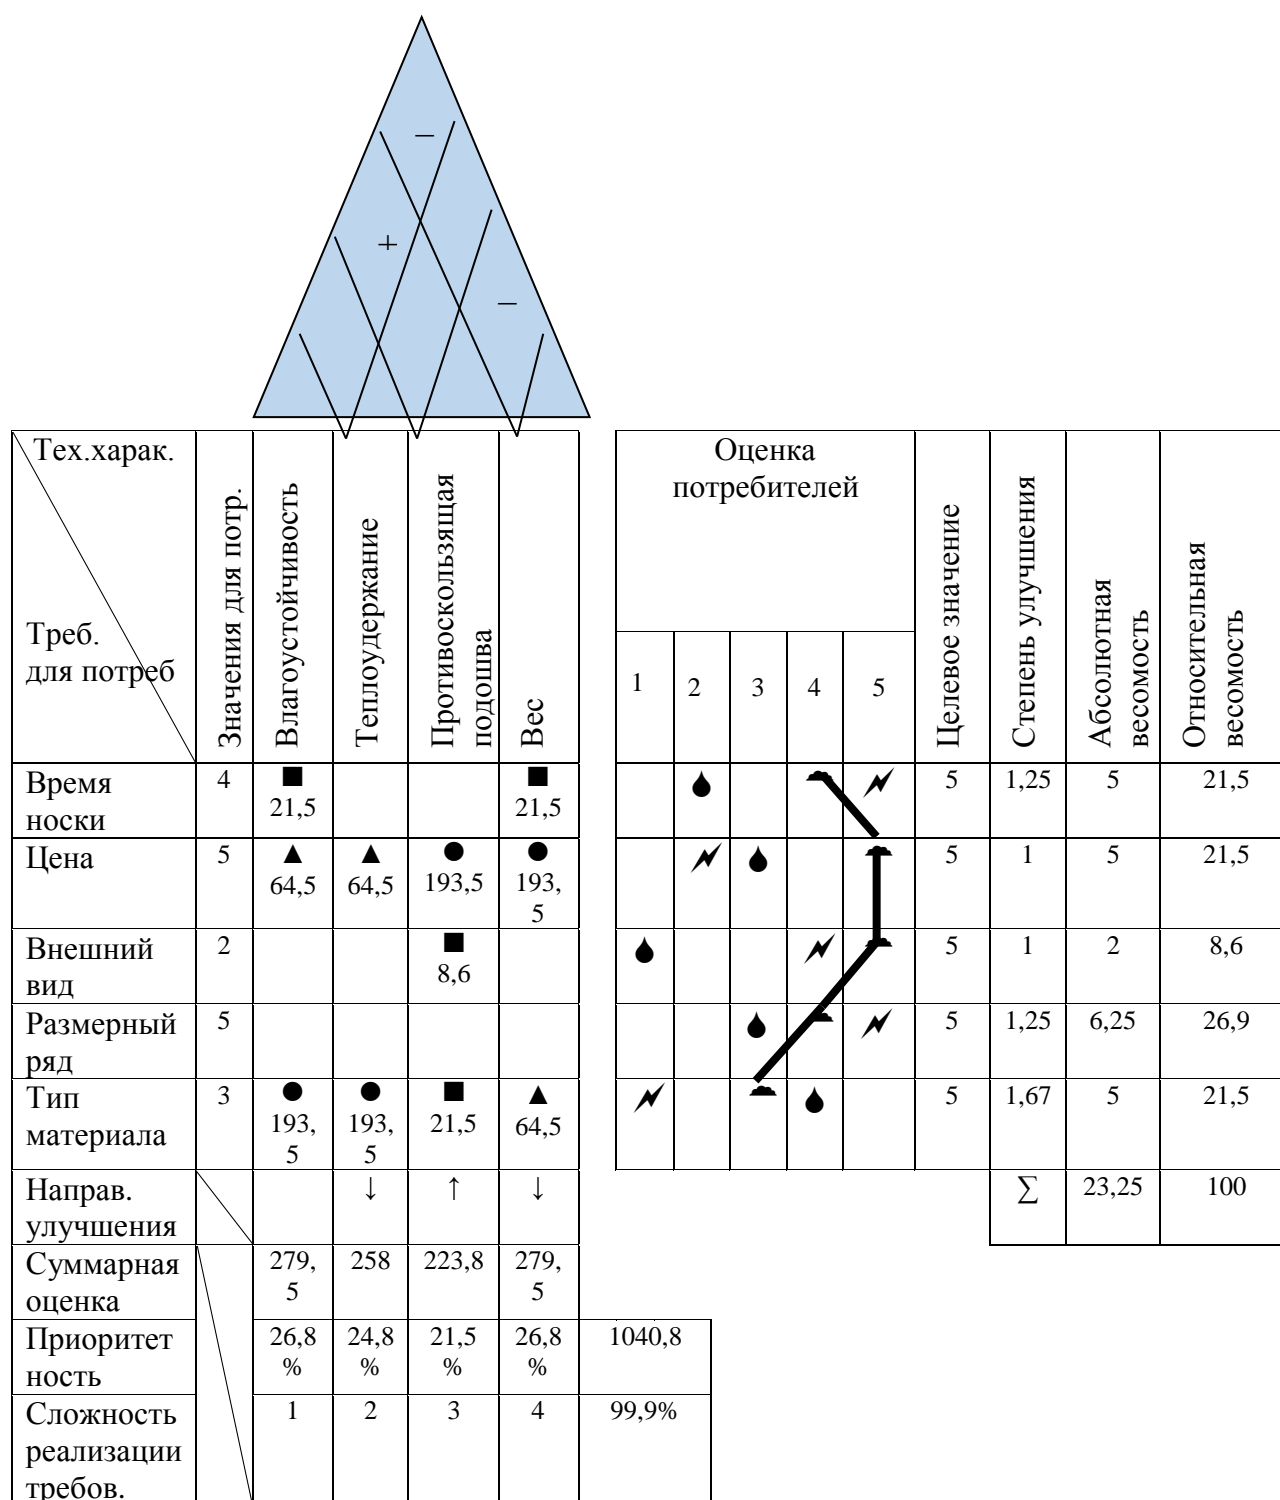 −
+
−
Тех.харак.
Треб.
для потреб
Значения для потр.
Влагоустойчивость
Теплоудержание
Противоскользящая
подошва
Вес
Оценка
потребителей
1 2 3 4 5
Целевое значение
Степень улучшения
Абсолютная
весомость
Относительная
весомость
Время
носки
4 ■ ■ 5 1,25 5 21,5
21,5 21,5
Цена 5 ▲ ▲ ● ● 5 1 5 21,5
64,5 64,5 193,5 193,
5
Внешний
вид
2 ■ 5 1 2 8,6
8,6
Размерный
ряд
5 5 1,25 6,25 26,9
Тип
материала
3 ● ● ■ ▲ 5 1,67 5 21,5
193, 193, 21,5 64,5
5 5
Направ.
улучшения
↓ ↑ ↓ ∑ 23,25 100
Суммарная
оценка
279, 258 223,8 279,
5 5
Приоритет
ность
26,8 24,8 21,5 26,8 1040,8
% % % %
Сложность
реализации
требов.
1 2 3 4 99,9%